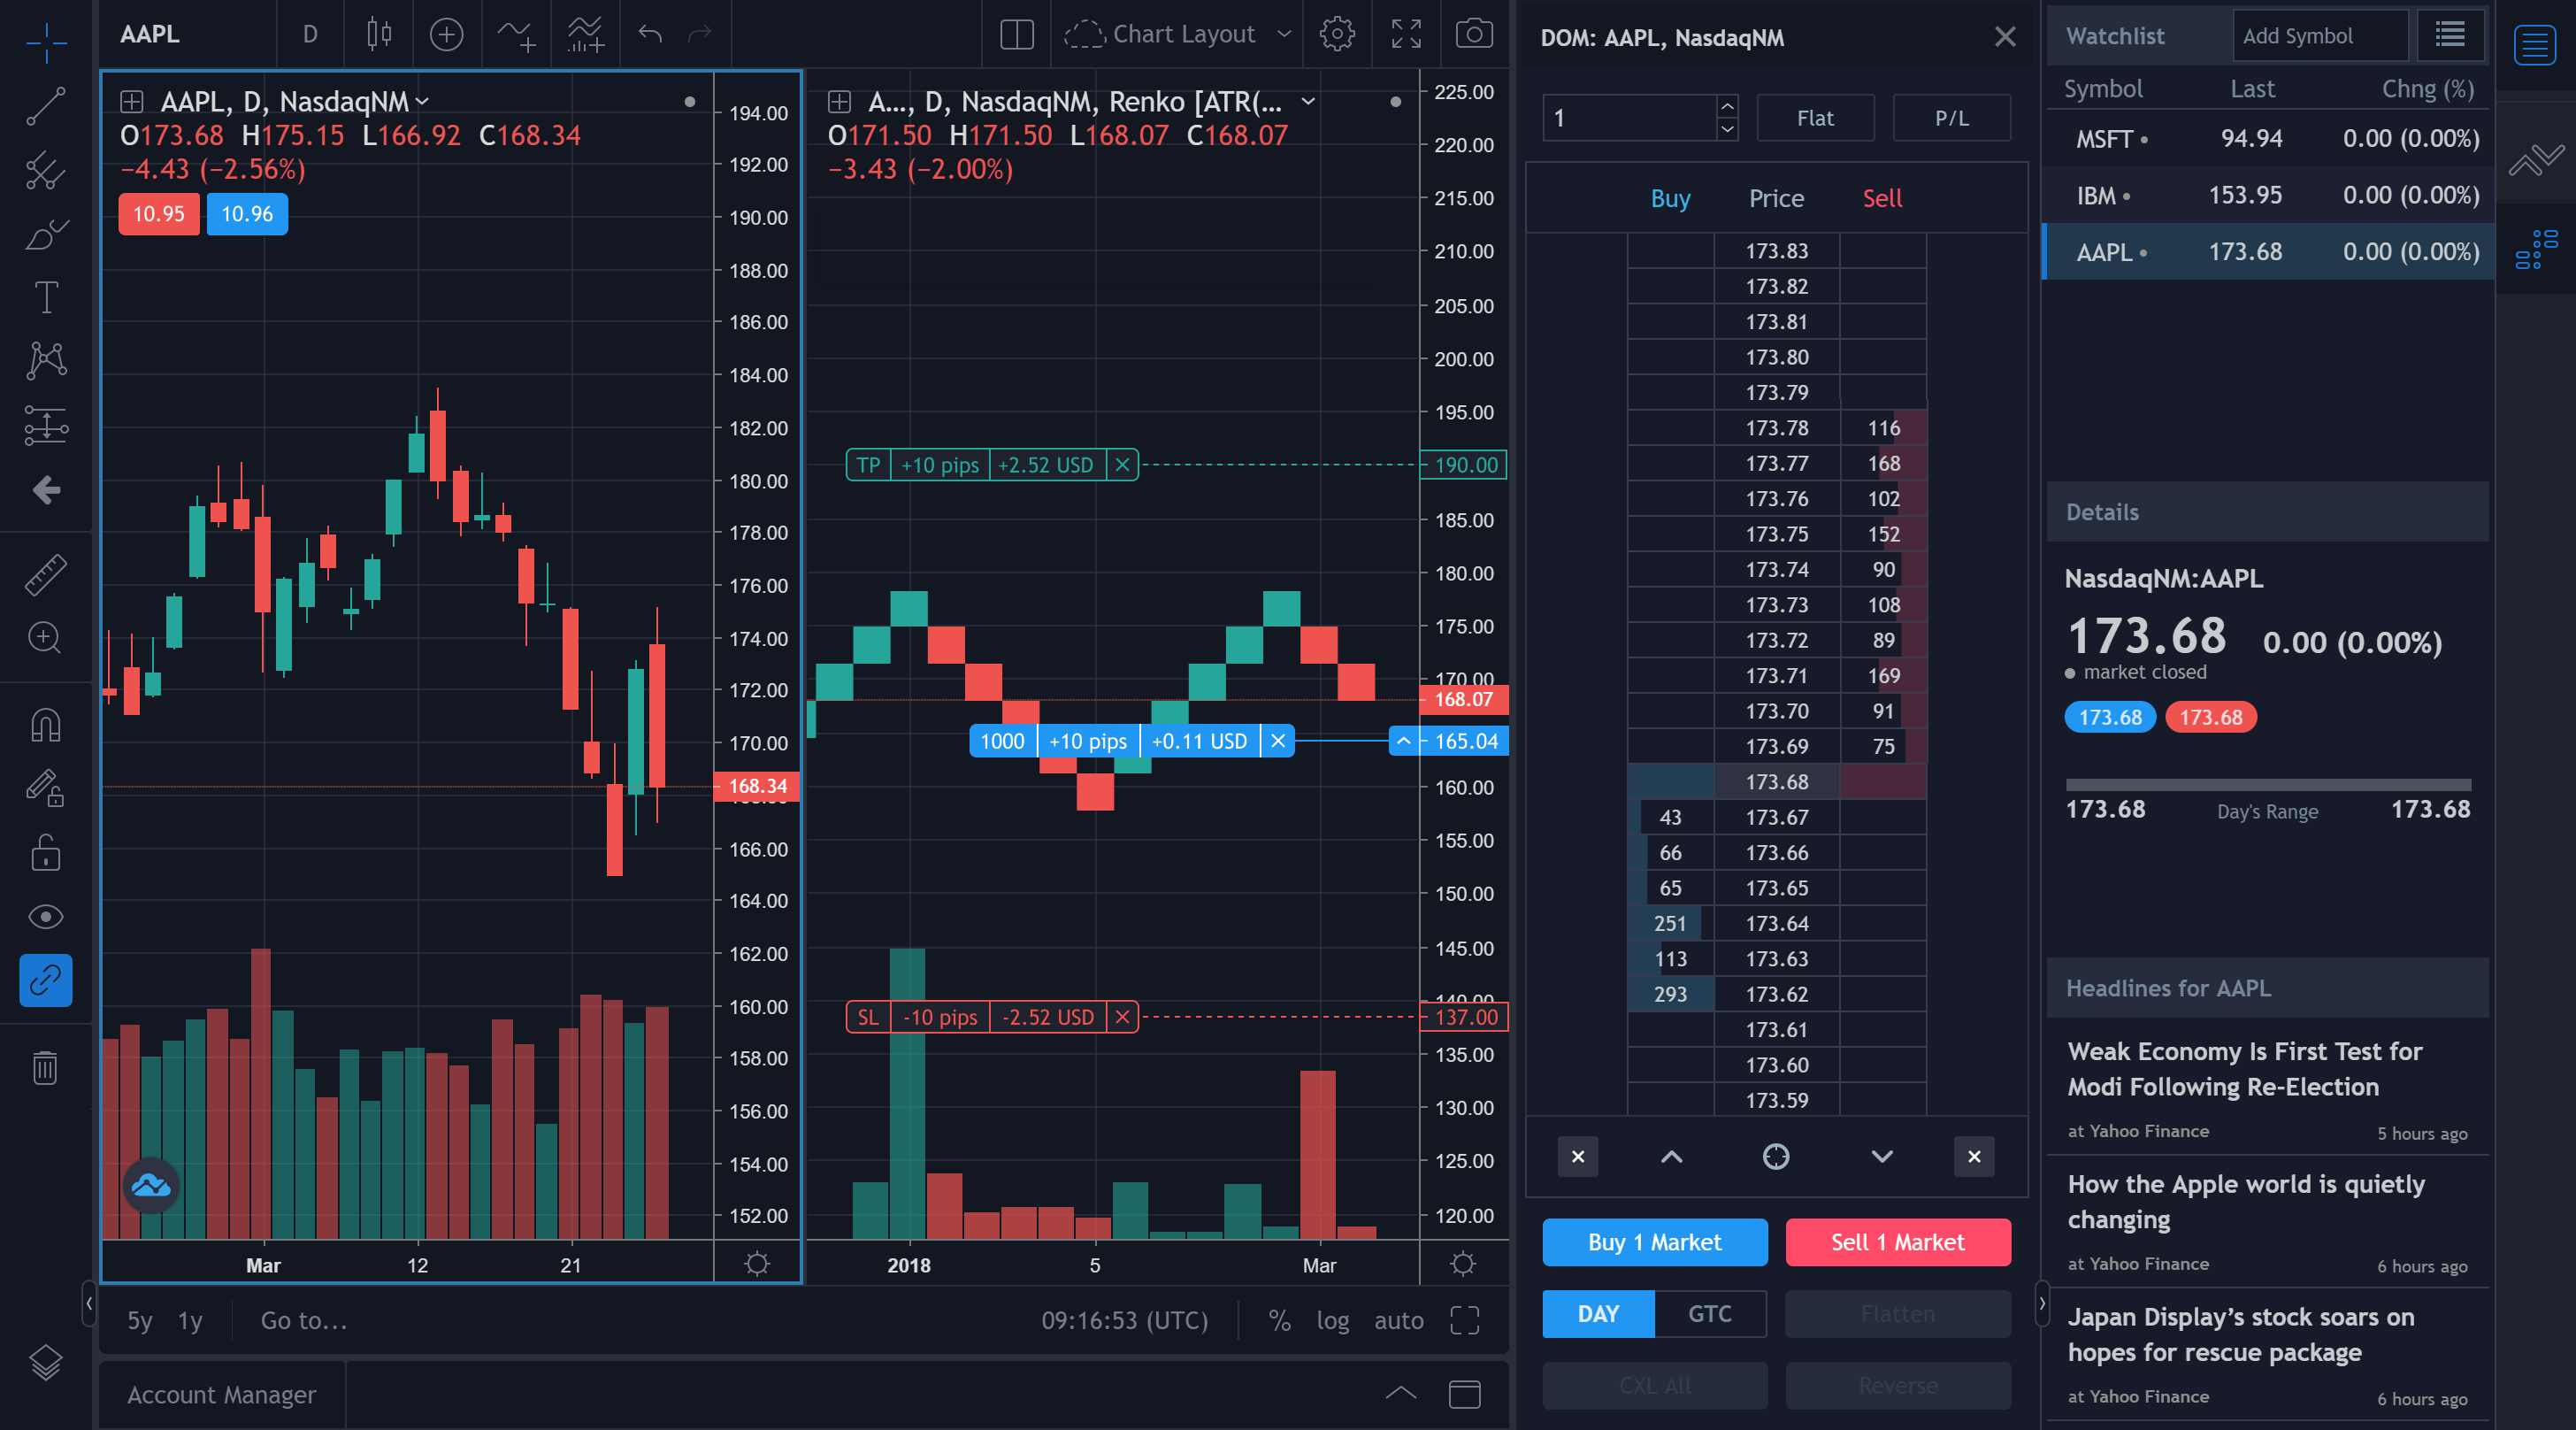 AAPL
D
Chart Layout
AAPL, D, NasdaqNM
O173.68 H175.15 L166.92 C168.34
−4.43 (−2.56%)
10.95 10.96
194.00
192.00
190.00
188.00
186.00
184.00
182.00
180.00
178.00
176.00
174.00
172.00
170.00
168.34
166.00
164.00
162.00
160.00
158.00
156.00
154.00
152.00
Mar 12 21
A..., D, NasdaqNM, Renko [ATR(...
O171.50 H171.50 L168.07 C168.07
−3.43 (−2.00%)
225.00
220.00
215.00
210.00
205.00
200.00
195.00
TP +10 pips +2.52 USD 190.00
185.00
180.00
175.00
170.00
168.07
1000 +10 pips +0.11 USD 165.04
160.00
155.00
150.00
145.00
140.00
SL -10 pips -2.52 USD 137.00
135.00
130.00
125.00
120.00
2018 5 Mar
5y 1y Go to...
09:16:53 (UTC) % log auto
Account Manager
DOM: AAPL, NasdaqNM
1 Flat P/L
Buy Price Sell
173.83
173.82
173.81
173.80
173.79
173.78 116
173.77 168
173.76 102
173.75 152
173.74 90
173.73 108
173.72 89
173.71 169
173.70 91
173.69 75
173.68
43 173.67
66 173.66
65 173.65
251 173.64
113 173.63
293 173.62
173.61
173.60
173.59
Buy 1 Market Sell 1 Market
DAY GTC Flatten
CXL All Reverse
Watchlist Add Symbol
Symbol Last Chng (%)
MSFT 94.94 0.00 (0.00%)
IBM 153.95 0.00 (0.00%)
AAPL 173.68 0.00 (0.00%)
Details
NasdaqNM:AAPL
173.68 0.00 (0.00%)
market closed
173.68 173.68
173.68 Day's Range 173.68
Headlines for AAPL
Weak Economy Is First Test for
Modi Following Re-Election
at Yahoo Finance 5 hours ago
How the Apple world is quietly
changing
at Yahoo Finance 6 hours ago
Japan Display’s stock soars on
hopes for rescue package
at Yahoo Finance 6 hours ago